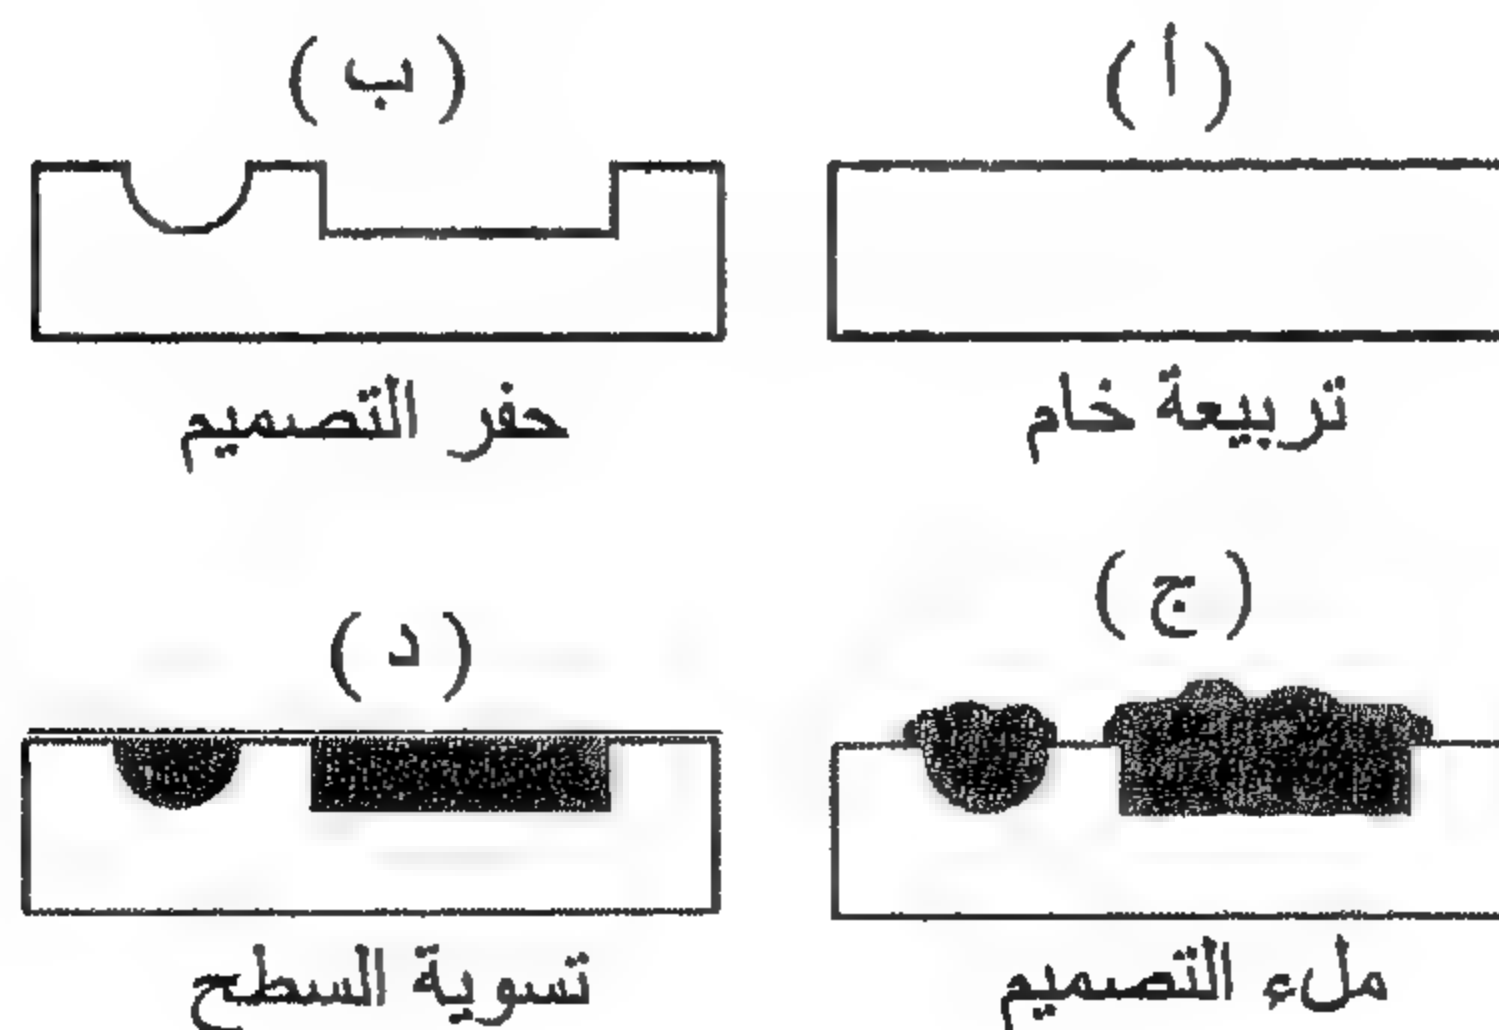 ( أ )
تربيعة خام
( ب )
حفر التصميم
( ج )
ملء التصميم
( د )
تسوية السطح